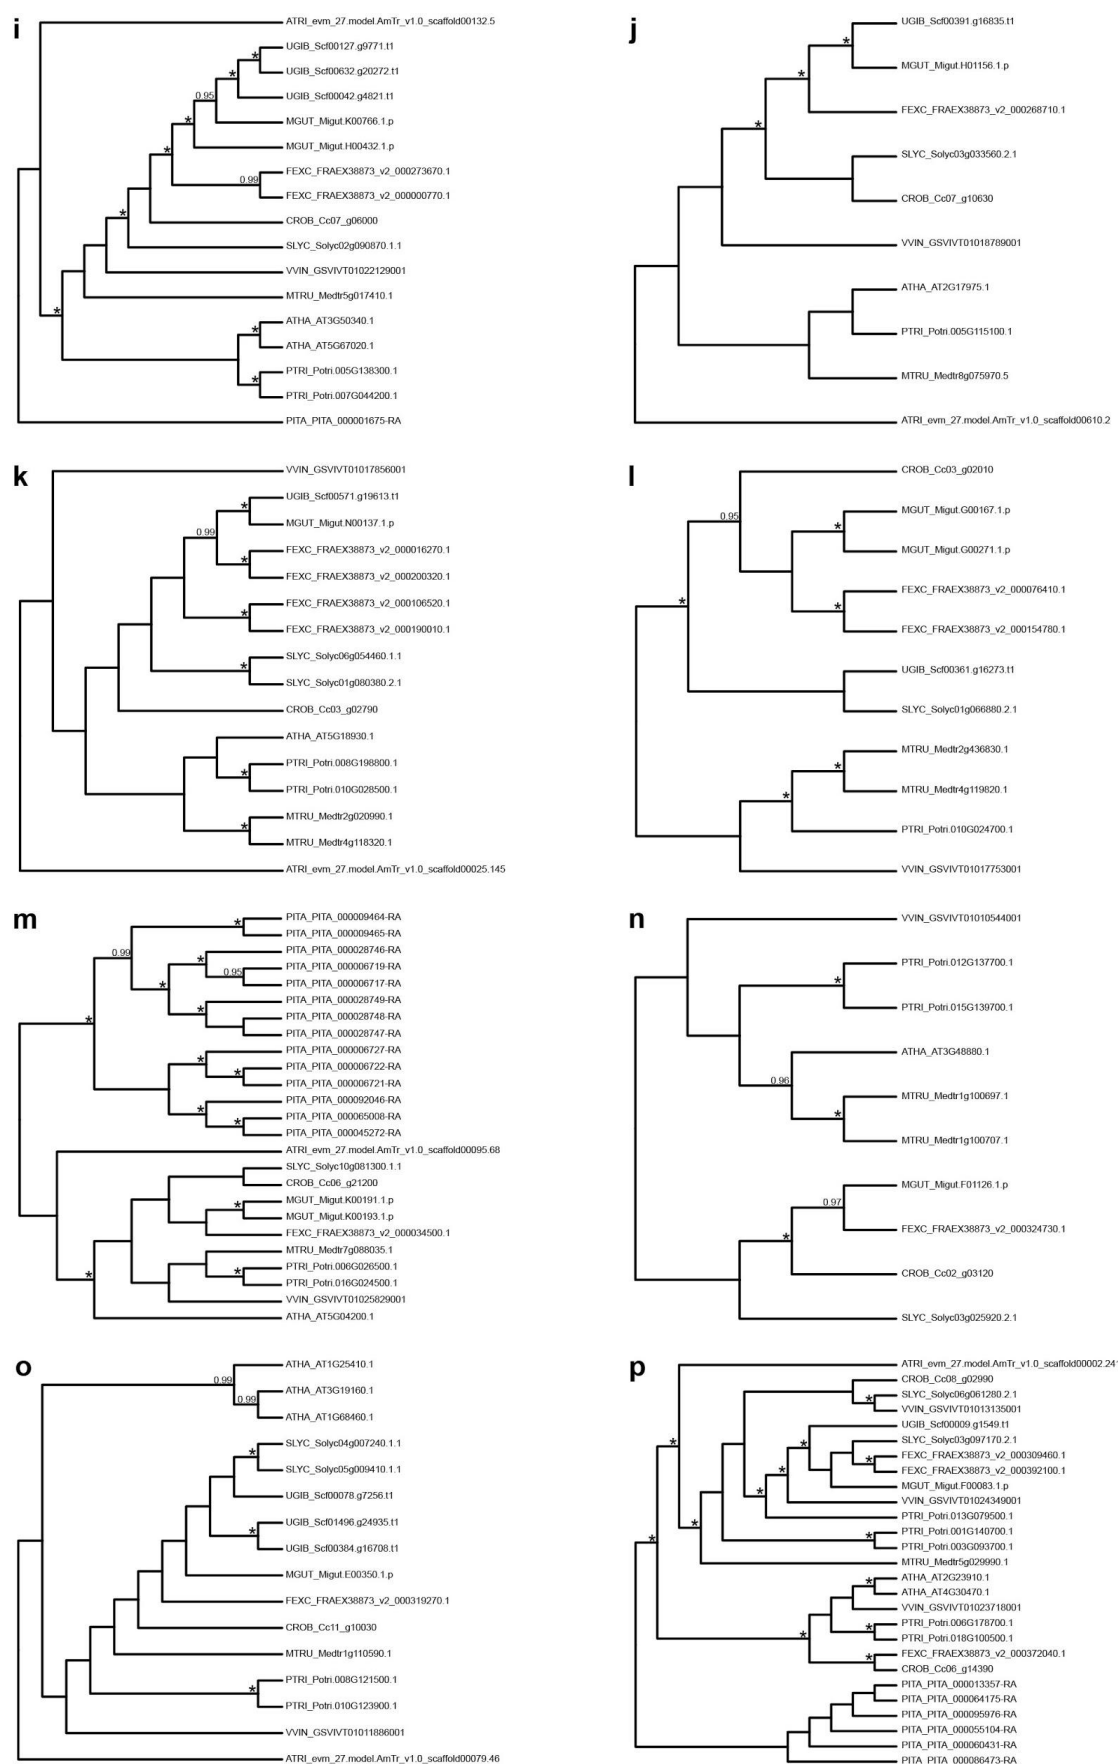 i
ATRI_evm_27.model.AmTr_v1.0_scaffold00132.5
UGIB_Scf00127.g9771.t1
*
UGIB_Scf00632.g20272.t1
*
UGIB_Scf00042.g4821.t1
0.95
MGUT_Migut.K00766.1.p
*
MGUT_Migut.H00432.1.p
*
FEXC_FRAEX38873_v2_000273670.1
0.99
FEXC_FRAEX38873_v2_000000770.1
CROB_Cc07_g06000
*
SLYC_Solyc02g090870.1.1
VVIN_GSVIVT01022129001
MTRU_Medtr5g017410.1
*
ATHA_AT3G50340.1
*
ATHA_AT5G67020.1
PTRI_Potri.005G138300.1
*
PTRI_Potri.007G044200.1
PITA_PITA_000001675-RA
j
UGIB_Scf00391.g16835.t1
*
MGUT_Migut.H01156.1.p
*
FEXC_FRAEX38873_v2_000268710.1
*
SLYC_Solyc03g033560.2.1
CROB_Cc07_g10630
VVIN_GSVIVT01018789001
ATHA_AT2G17975.1
PTRI_Potri.005G115100.1
MTRU_Medtr8g075970.5
ATRI_evm_27.model.AmTr_v1.0_scaffold00610.2
k
VVIN_GSVIVT01017856001
UGIB_Scf00571.g19613.t1
*
MGUT_Migut.N00137.1.p
0.99
FEXC_FRAEX38873_v2_000016270.1
*
FEXC_FRAEX38873_v2_000200320.1
FEXC_FRAEX38873_v2_000106520.1
*
FEXC_FRAEX38873_v2_000190010.1
SLYC_Solyc06g054460.1.1
*
SLYC_Solyc01g080380.2.1
CROB_Cc03_g02790
ATHA_AT5G18930.1
PTRI_Potri.008G198800.1
*
PTRI_Potri.010G028500.1
MTRU_Medtr2g020990.1
*
MTRU_Medtr4g118320.1
ATRI_evm_27.model.AmTr_v1.0_scaffold00025.145
l
CROB_Cc03_g02010
MGUT_Migut.G00167.1.p
0.95
*
MGUT_Migut.G00271.1.p
FEXC_FRAEX38873_v2_000076410.1
*
*
FEXC_FRAEX38873_v2_000154780.1
UGIB_Scf00361.g16273.t1
SLYC_Solyc01g066880.2.1
MTRU_Medtr2g436830.1
*
MTRU_Medtr4g119820.1
*
PTRI_Potri.010G024700.1
VVIN_GSVIVT01017753001
m
PITA_PITA_000009464-RA
*
PITA_PITA_000009465-RA
PITA_PITA_000028746-RA
0.99
*
PITA_PITA_000006719-RA
0.95
PITA_PITA_000006717-RA
*
PITA_PITA_000028749-RA
*
PITA_PITA_000028748-RA
*
PITA_PITA_000028747-RA
PITA_PITA_000006727-RA
*
PITA_PITA_000006722-RA
*
PITA_PITA_000006721-RA
PITA_PITA_000092046-RA
*
PITA_PITA_000065008-RA
*
PITA_PITA_000045272-RA
ATRI_evm_27.model.AmTr_v1.0_scaffold00095.68
SLYC_Solyc10g081300.1.1
CROB_Cc06_g21200
MGUT_Migut.K00191.1.p
*
MGUT_Migut.K00193.1.p
FEXC_FRAEX38873_v2_000034500.1
MTRU_Medtr7g088035.1
PTRI_Potri.006G026500.1
*
*
PTRI_Potri.016G024500.1
VVIN_GSVIVT01025829001
ATHA_AT5G04200.1
n
VVIN_GSVIVT01010544001
PTRI_Potri.012G137700.1
*
PTRI_Potri.015G139700.1
ATHA_AT3G48880.1
0.96
MTRU_Medtr1g100697.1
*
MTRU_Medtr1g100707.1
MGUT_Migut.F01126.1.p
0.97
FEXC_FRAEX38873_v2_000324730.1
*
CROB_Cc02_g03120
SLYC_Solyc03g025920.2.1
o
ATHA_AT1G25410.1
0.99
ATHA_AT3G19160.1
0.99
ATHA_AT1G68460.1
SLYC_Solyc04g007240.1.1
*
SLYC_Solyc05g009410.1.1
UGIB_Scf00078.g7256.t1
UGIB_Scf01496.g24935.t1
*
UGIB_Scf00384.g16708.t1
MGUT_Migut.E00350.1.p
FEXC_FRAEX38873_v2_000319270.1
CROB_Cc11_g10030
MTRU_Medtr1g110590.1
PTRI_Potri.008G121500.1
*
PTRI_Potri.010G123900.1
VVIN_GSVIVT01011886001
ATRI_evm_27.model.AmTr_v1.0_scaffold00079.46
p
ATRI_evm_27.model.AmTr_v1.0_scaffold00002.241
CROB_Cc08_g02990
SLYC_Solyc06g061280.2.1
*
VVIN_GSVIVT01013135001
UGIB_Scf00009.g1549.t1
*
*
SLYC_Solyc03g097170.2.1
FEXC_FRAEX38873_v2_000309460.1
*
*
FEXC_FRAEX38873_v2_000392100.1
MGUT_Migut.F00083.1.p
*
VVIN_GSVIVT01024349001
PTRI_Potri.013G079500.1
*
PTRI_Potri.001G140700.1
*
*
PTRI_Potri.003G093700.1
MTRU_Medtr5g029990.1
ATHA_AT2G23910.1
*
ATHA_AT4G30470.1
VVIN_GSVIVT01023718001
PTRI_Potri.006G178700.1
*
*
PTRI_Potri.018G100500.1
FEXC_FRAEX38873_v2_000372040.1
*
CROB_Cc06_g14390
PITA_PITA_000013357-RA
PITA_PITA_000064175-RA
PITA_PITA_000095976-RA
PITA_PITA_000055104-RA
PITA_PITA_000060431-RA
PITA_PITA_000086473-RA